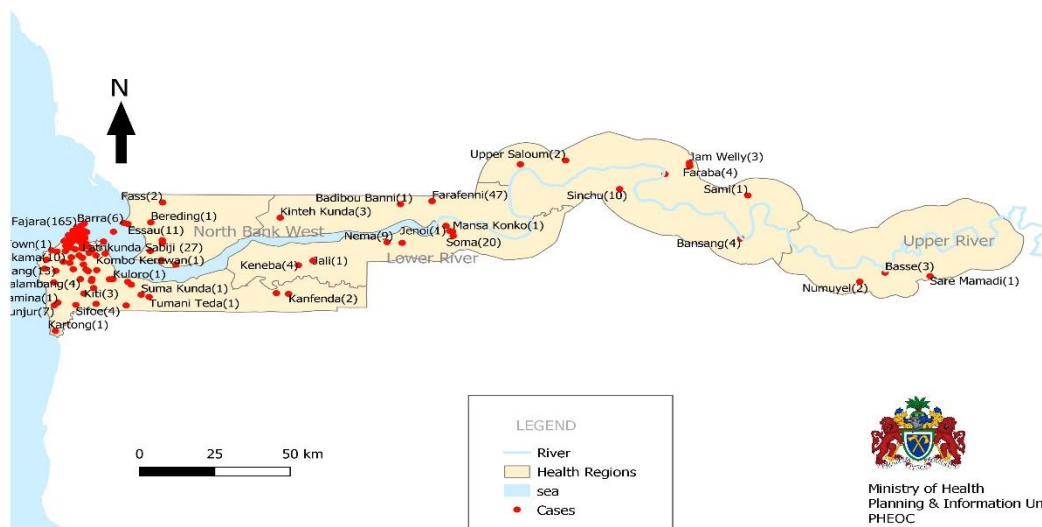 N
Upper Saloum(2)
Jam Welly(3)
Faraba(4)
Sinchu(10)
Sami(1)
Fass(2)
Badibou Banni(1)
Farafenni(47)
Kinteh Kunda(3)
Fajara(165)
Barra(6)
Bereding(1)
Essau(11)
North Bank West
Mansa Konko(1)
Jenoi(1)
Nema(9)
Soma(20)
Lower River
Bansang(4)
Upper River
Town(1)
Latrikunda Sabiji (27)
kama(10)
Kombo Kerewan(1)
ang(13)
Kuloro(1)
Keneba(4)
Jali(1)
Basse(3)
Numuyel(2)
Sare Mamadi(1)
alambang(4)
Suma Kunda(1)
amina(1)
Kiti(3)
Tumani Teda(1)
Kanfenda(2)
unjur(7)
Sifoe(4)
Kartong(1)
0 25 50 km
LEGEND
River
Health Regions
sea
Cases
Ministry of Health
Planning & Information Un
PHEOC